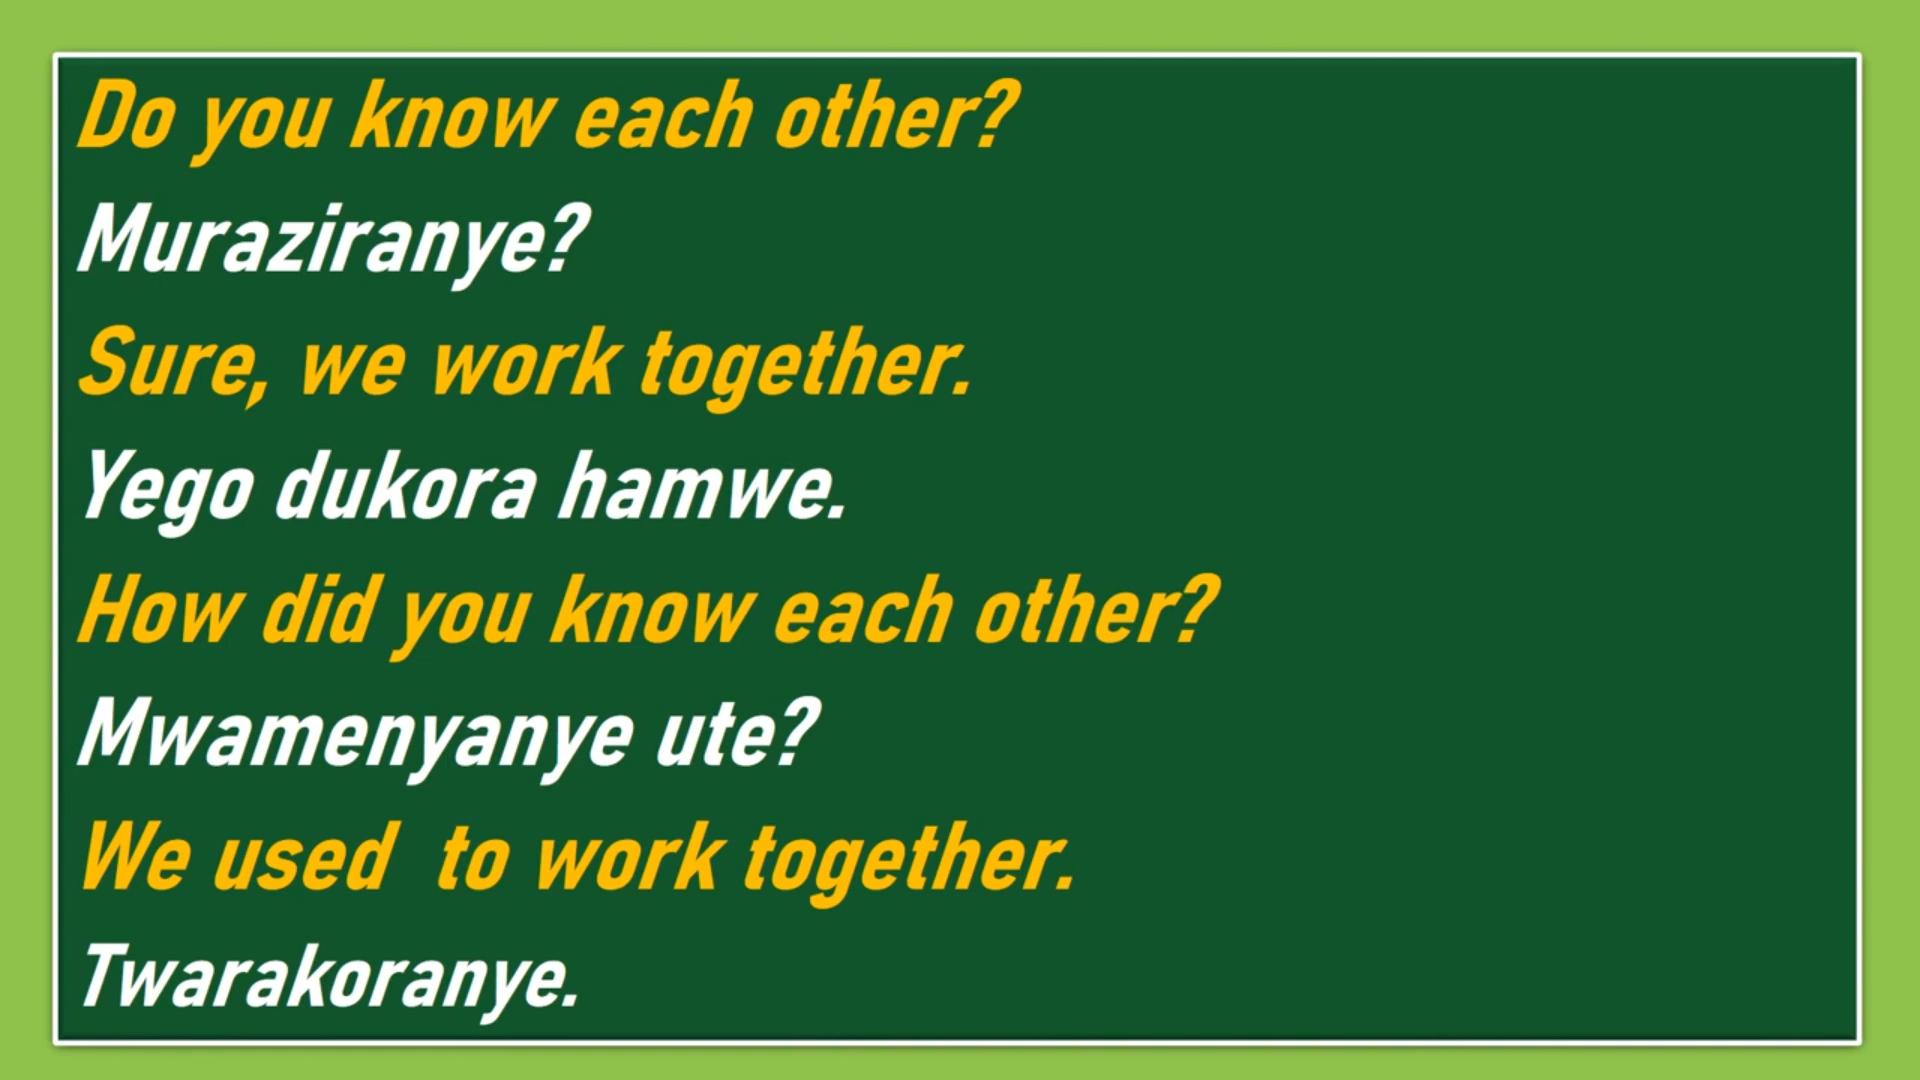 Do you know each other?
Muraziranye?
Sure, we work together.
Yego dukora hamwe.
How did you know each other?
Mwamenyanye ute?
We used  to work together.
Twarakoranye.